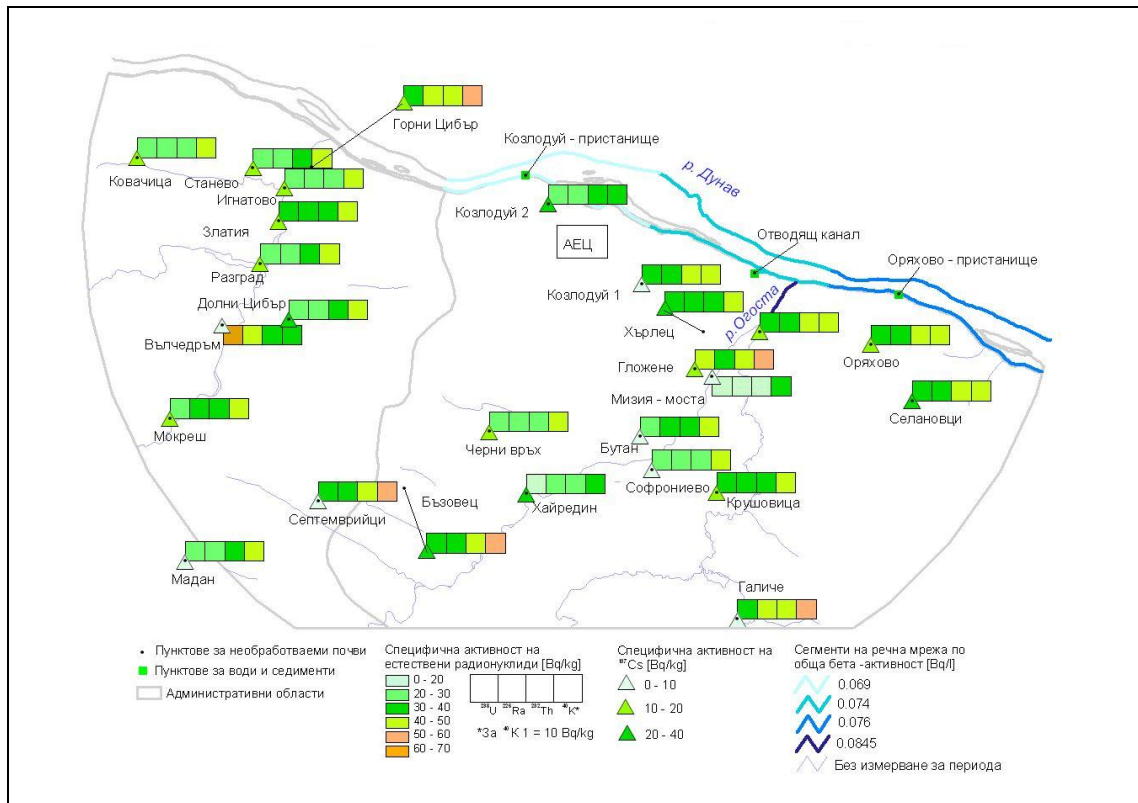 Горни Цибър
Козлодуй - пристанище
р. Дунав
Ковачица
Станево
Игнатово
Козлодуй 2
Златия
АЕЦ
Отводящ канал
Оряхово - пристанище
Разград
Козлодуй 1
Долни Цибър
р.Огоста
Хърлец
Вълчедръм
Оряхово
Гложене
Мизия - моста
Селановци
Мокреш
Черни връх
Бутан
Софрониево
Бъзовец
Хайредин
Крушовица
Септемврийци
Мадан
Галиче
Пунктове за необработваеми почви
Пунктове за води и седименти
Административни области
Специфична активност на
естествени радионуклиди [Bq/kg]
0 - 20
20 - 30
30 - 40
40 - 50
50 - 60
60 - 70
²³⁸U ²²⁶Ra ²³²Th ⁴⁰K*
*За ⁴⁰K 1 = 10 Bq/kg
Специфична активност на
¹³⁷Cs [Bq/kg]
0 - 10
10 - 20
20 - 40
Сегменти на речна мрежа по
обща бета -активност [Bq/l]
0.069
0.074
0.076
0.0845
Без измерване за периода